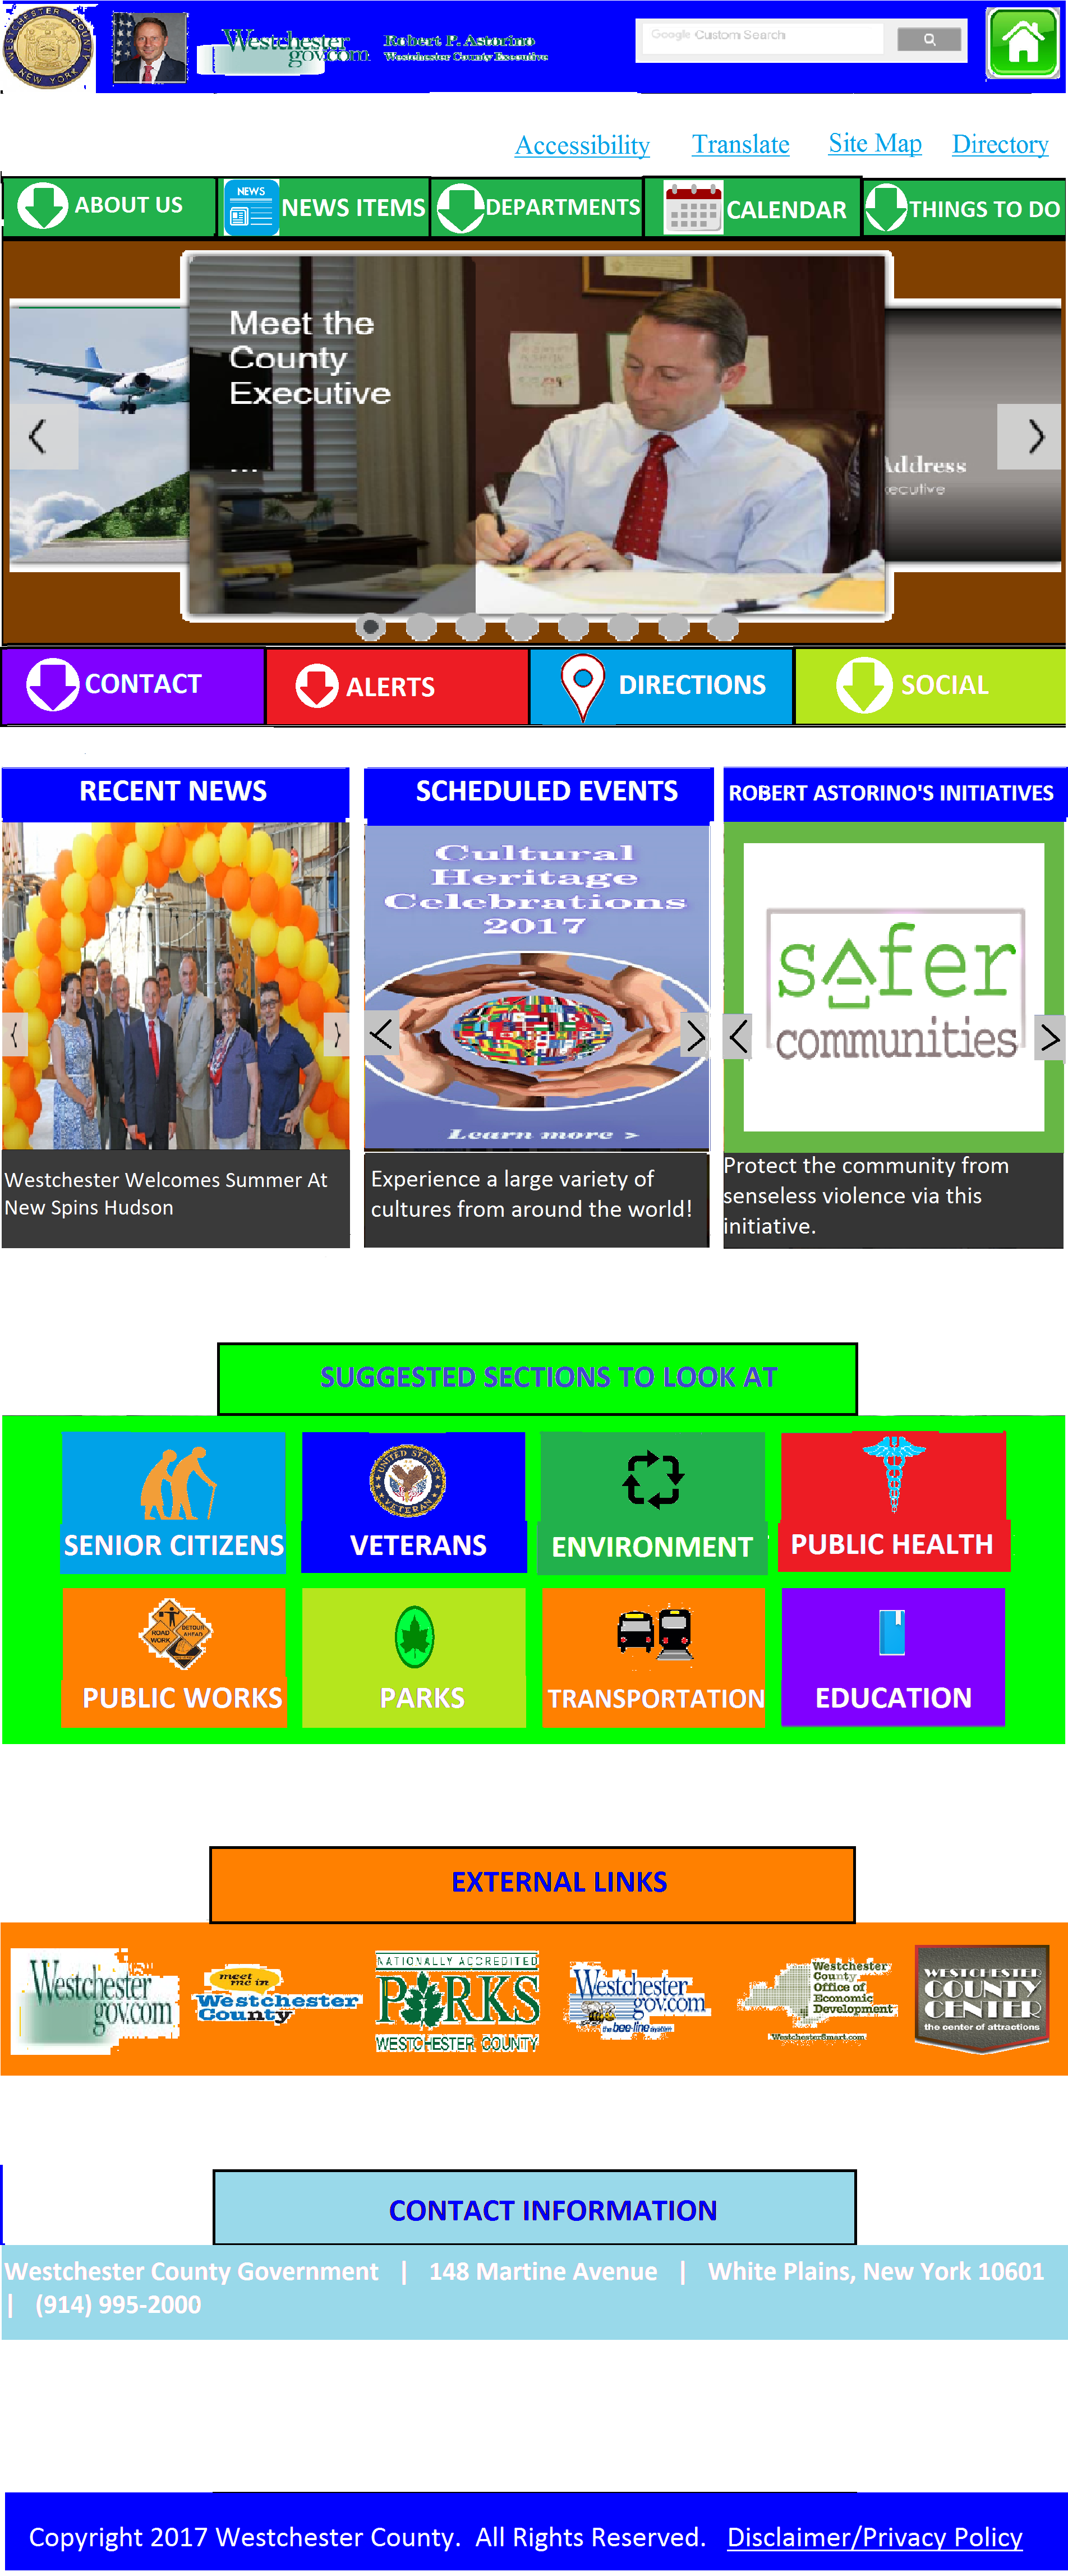 WESTCHESTER COUNTY
NEW YORK
Westchester
gov.com
Robert P. Astorino
Westchester County Executive
Google Custom Search
Accessibility Translate Site Map Directory
ABOUT US
NEWS
NEWS ITEMS
DEPARTMENTS
CALENDAR
THINGS TO DO
Meet the
County
Executive
...
Address
ecutive
CONTACT
ALERTS
DIRECTIONS
SOCIAL
RECENT NEWS
Westchester Welcomes Summer At
New Spins Hudson
SCHEDULED EVENTS
Cultural
Heritage
Celebrations
2017
Learn more >
Experience a large variety of
cultures from around the world!
ROBERT ASTORINO'S INITIATIVES
safer
communities
Protect the community from
senseless violence via this
initiative.
SUGGESTED SECTIONS TO LOOK AT
SENIOR CITIZENS
UNITED STATES
VETERAN
VETERANS
ENVIRONMENT
PUBLIC HEALTH
ROAD
WORK
DETOUR
AHEAD
PUBLIC WORKS
PARKS
TRANSPORTATION
EDUCATION
EXTERNAL LINKS
Westchester
gov.com
meet
me in
Westchester
County
NATIONALLY ACCREDITED
PARKS
WESTCHESTER COUNTY
Westchester
gov.com
the bee-line system
Westchester
County
Office of
Economic
Development
Westchestersmart.com
WESTCHESTER
COUNTY
CENTER
the center of attractions
CONTACT INFORMATION
Westchester County Government | 148 Martine Avenue | White Plains, New York 10601
| (914) 995-2000
Copyright 2017 Westchester County. All Rights Reserved. Disclaimer/Privacy Policy